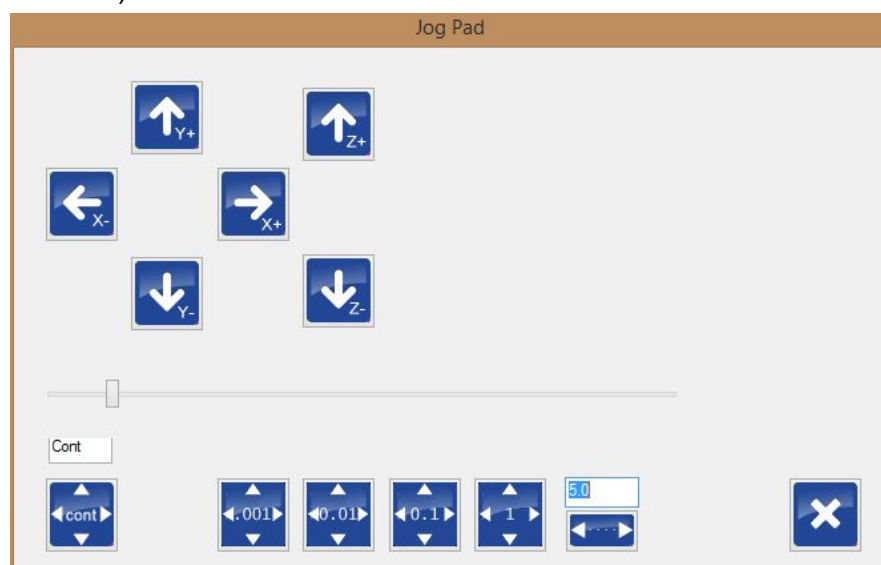 Jog Pad
Y+
Z+
X-
X+
Y-
Z-
Cont
5.0
cont
.001
0.01
0.1
1